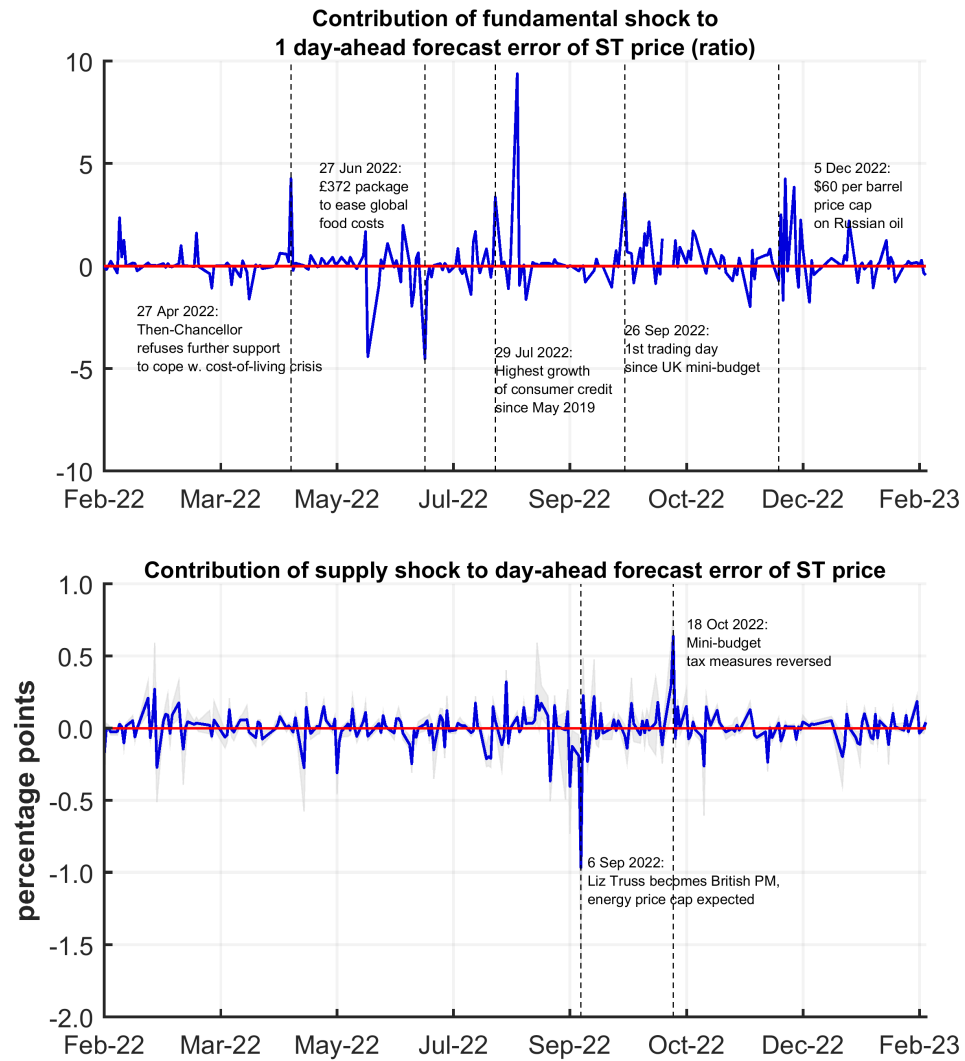 Contribution of fundamental shock to
1 day-ahead forecast error of ST price (ratio)
10
5
0
-5
-10
27 Jun 2022:
£372 package
to ease global
food costs
5 Dec 2022:
$60 per barrel
price cap
on Russian oil
27 Apr 2022:
Then-Chancellor
refuses further support
to cope w. cost-of-living crisis
29 Jul 2022:
Highest growth
of consumer credit
since May 2019
26 Sep 2022:
1st trading day
since UK mini-budget
Feb-22 Mar-22 May-22 Jul-22 Sep-22 Oct-22 Dec-22 Feb-23
Contribution of supply shock to day-ahead forecast error of ST price
percentage points
1.0
0.5
0.0
-0.5
-1.0
-1.5
-2.0
18 Oct 2022:
Mini-budget
tax measures reversed
6 Sep 2022:
Liz Truss becomes British PM,
energy price cap expected
Feb-22 Mar-22 May-22 Jul-22 Sep-22 Oct-22 Dec-22 Feb-23